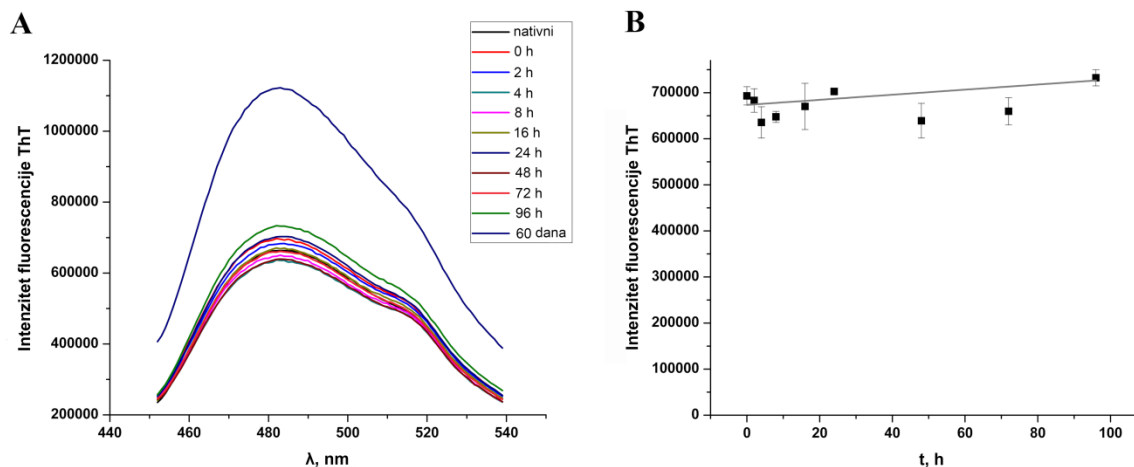 A
Intenzitet fluorescencije ThT
1200000
1000000
800000
600000
400000
200000
440
460
480
500
520
540
λ, nm
nativni
0 h
2 h
4 h
8 h
16 h
24 h
48 h
72 h
96 h
60 dana
B
Intenzitet fluorescencije ThT
700000
600000
500000
400000
300000
200000
100000
0
0
20
40
60
80
100
t, h